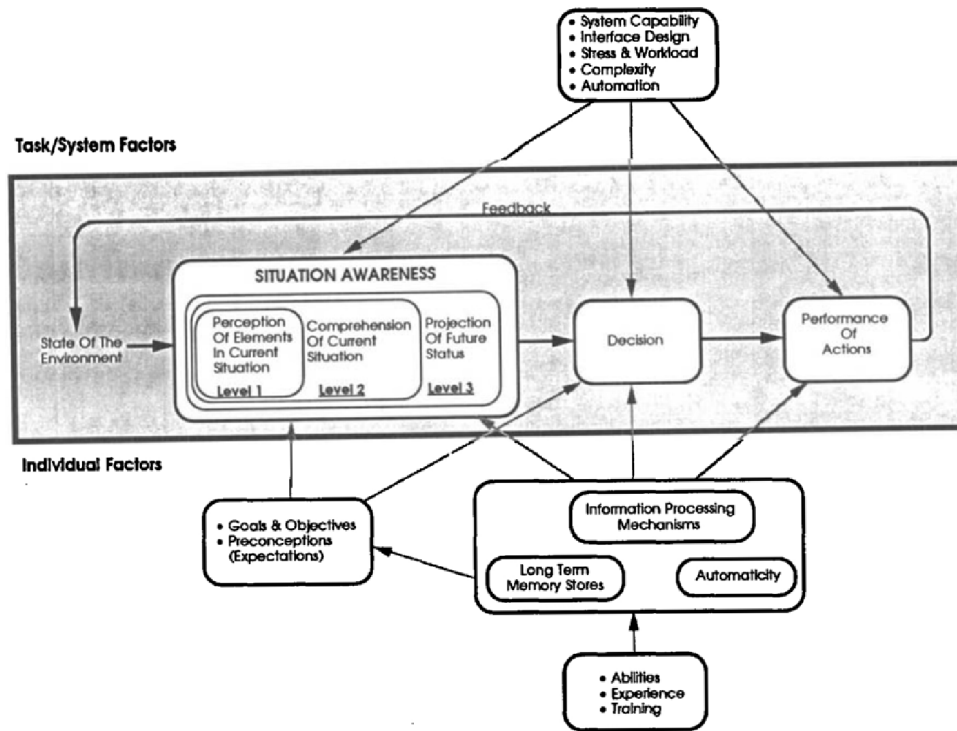 • System Capability
• Interface Design
• Stress & Workload
• Complexity
• Automation
Task/System Factors
Feedback
SITUATION AWARENESS
State Of The
Environment
Perception
Of Elements
In Current
Situation
Level 1
Comprehension
Of Current
Situation
Level 2
Projection
Of Future
Status
Level 3
Decision
Performance
Of
Actions
Individual Factors
• Goals & Objectives
• Preconceptions
(Expectations)
Information Processing
Mechanisms
Long Term
Memory Stores
Automaticity
• Abilities
• Experience
• Training